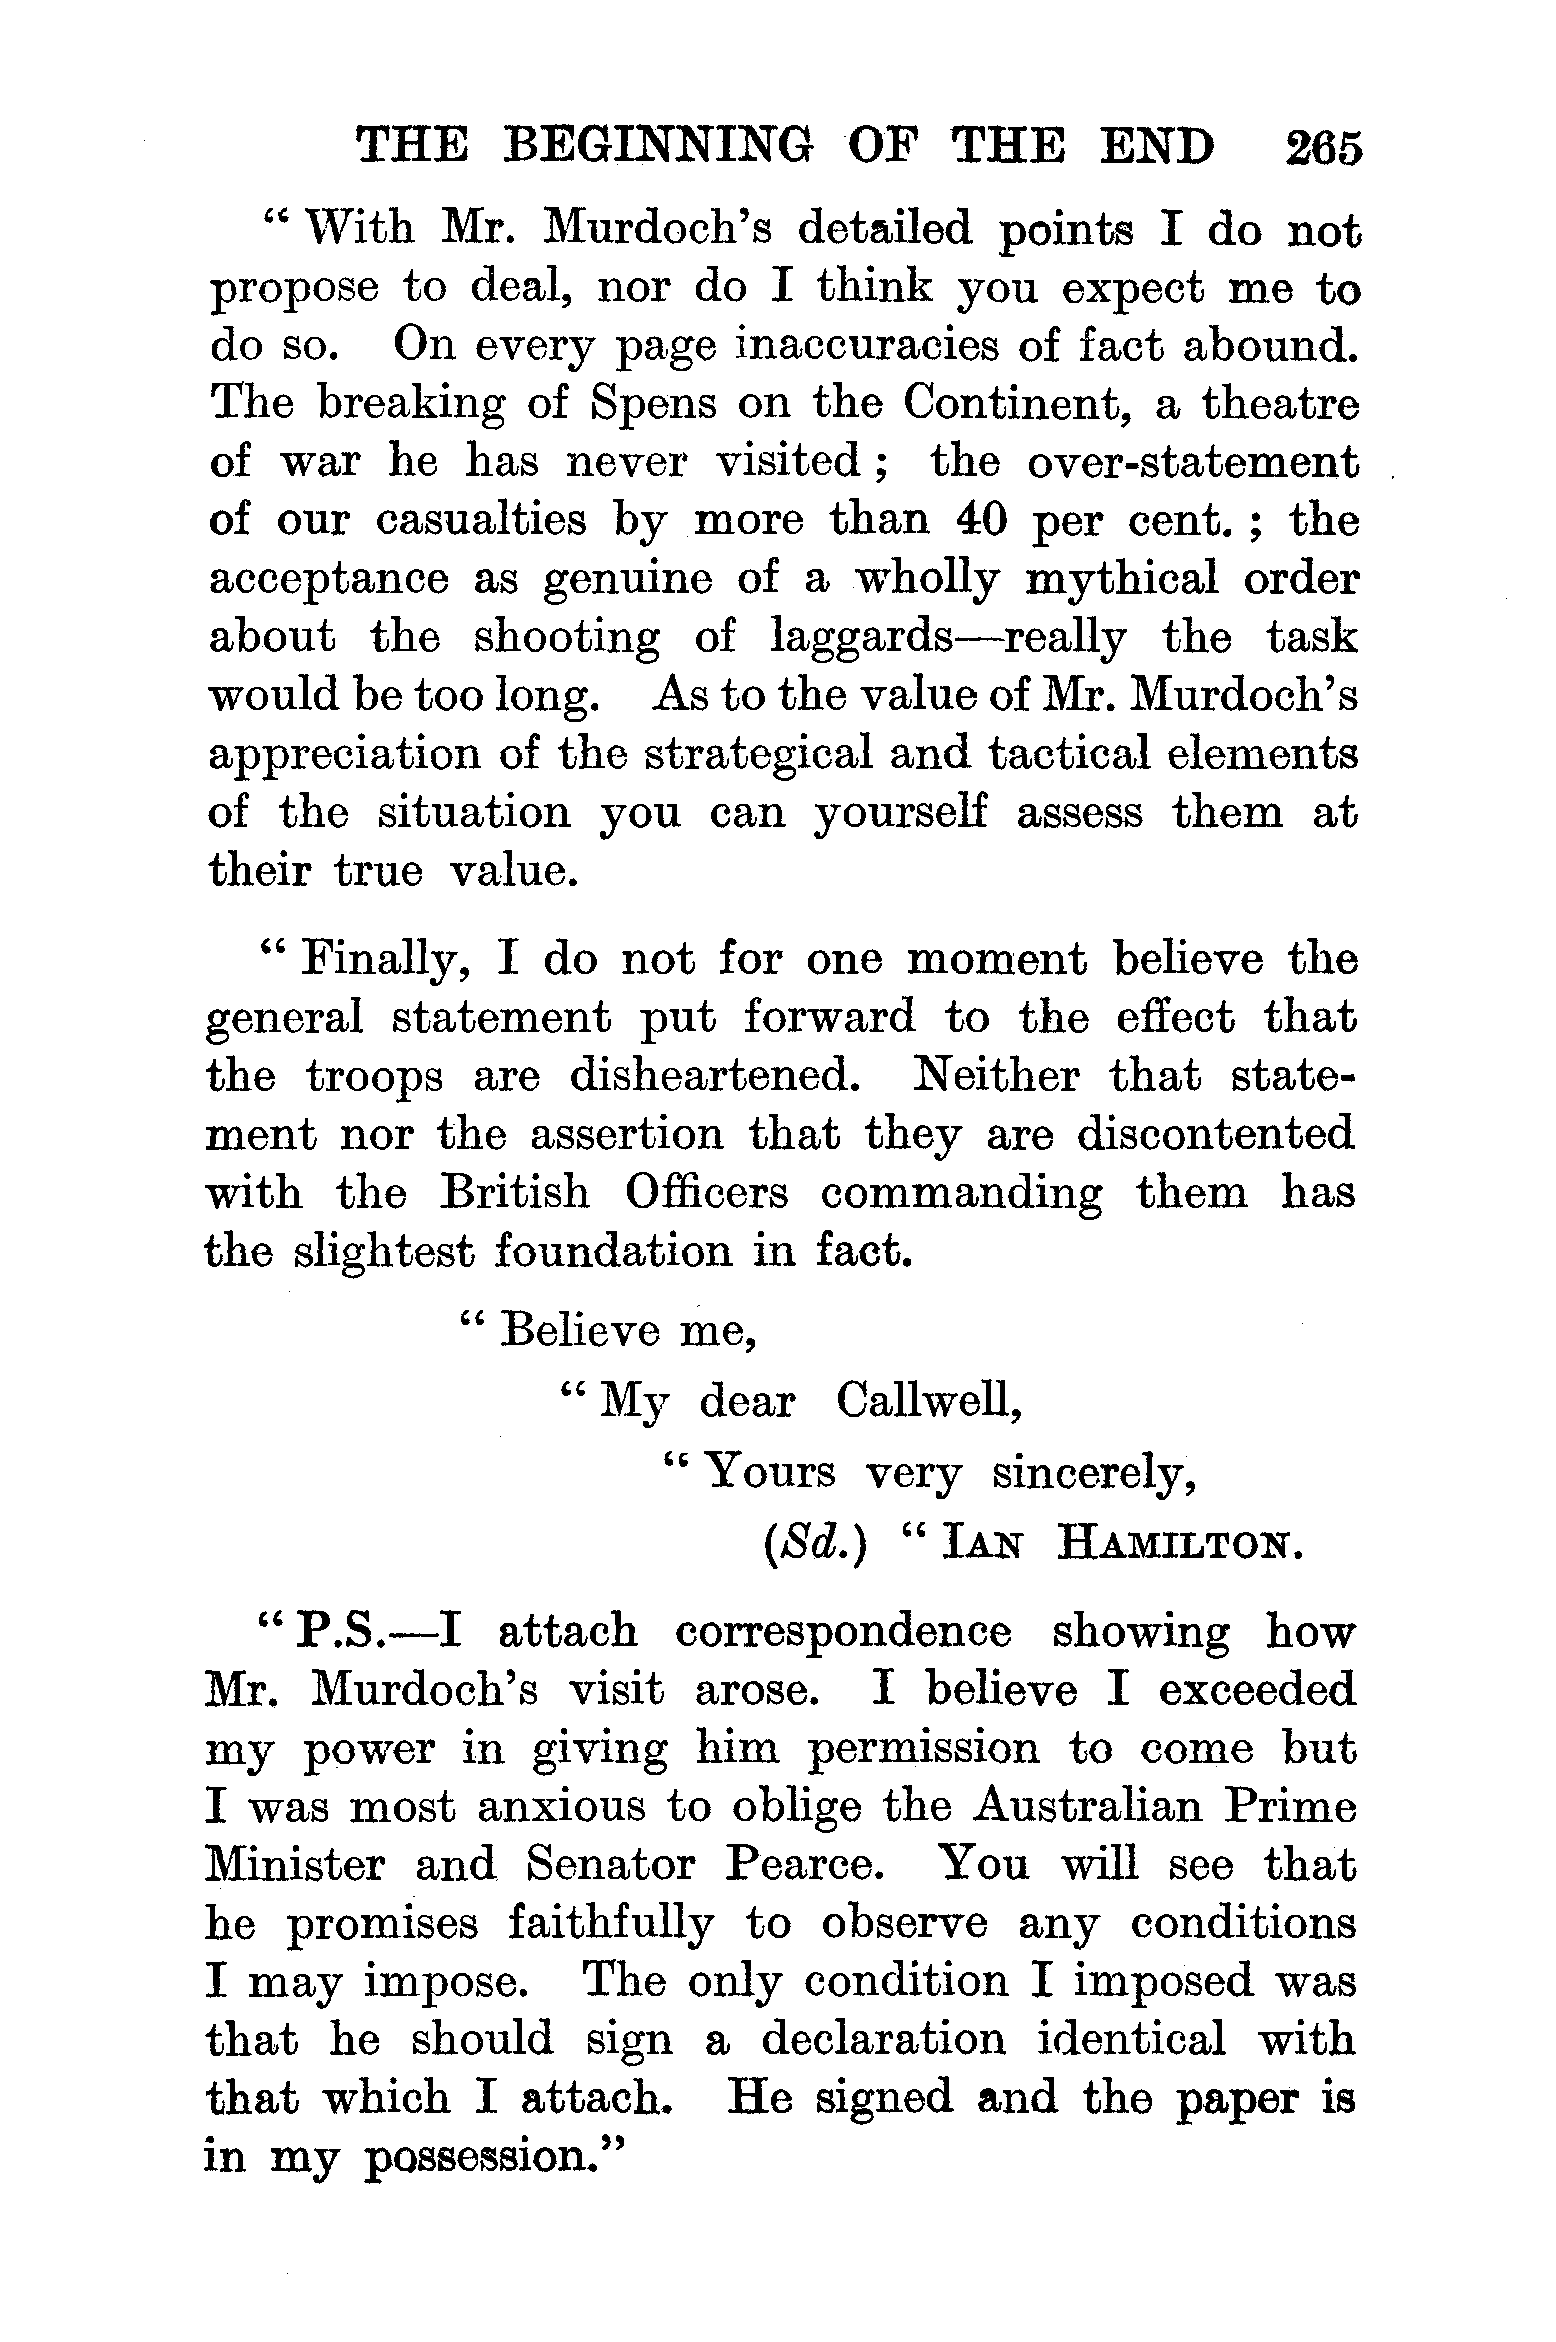 THE BEGINNING OF THE END 265
“ With Mr. Murdoch’s detailed points I do not
propose to deal, nor do I think you expect me to
do so. On every page inaccuracies of fact abound.
The breaking of Spens on the Continent, a theatre
of war he has never visited ; the over-statement
of our casualties by more than 40 per cent. ; the
acceptance as genuine of a wholly mythical order
about the shooting of laggards—really the task
would be too long. As to the value of Mr. Murdoch’s
appreciation of the strategical and tactical elements
of the situation you can yourself assess them at
their true value.
“ Finally, I do not for one moment believe the
general statement put forward to the effect that
the troops are disheartened. Neither that state-
ment nor the assertion that they are discontented
with the British Officers commanding them has
the slightest foundation in fact.
“ Believe me,
“ My dear Callwell,
“ Yours very sincerely,
(Sd.) “ IAN HAMILTON.
“ P.S.—I attach correspondence showing how
Mr. Murdoch’s visit arose. I believe I exceeded
my power in giving him permission to come but
I was most anxious to oblige the Australian Prime
Minister and Senator Pearce. You will see that
he promises faithfully to observe any conditions
I may impose. The only condition I imposed was
that he should sign a declaration identical with
that which I attach. He signed and the paper is
in my possession.”